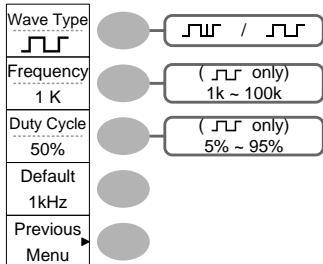 Wave Type
/
Frequency
1 K
( only)
1k ~ 100k
Duty Cycle
50%
( only)
5% ~ 95%
Default
1kHz
Previous
Menu